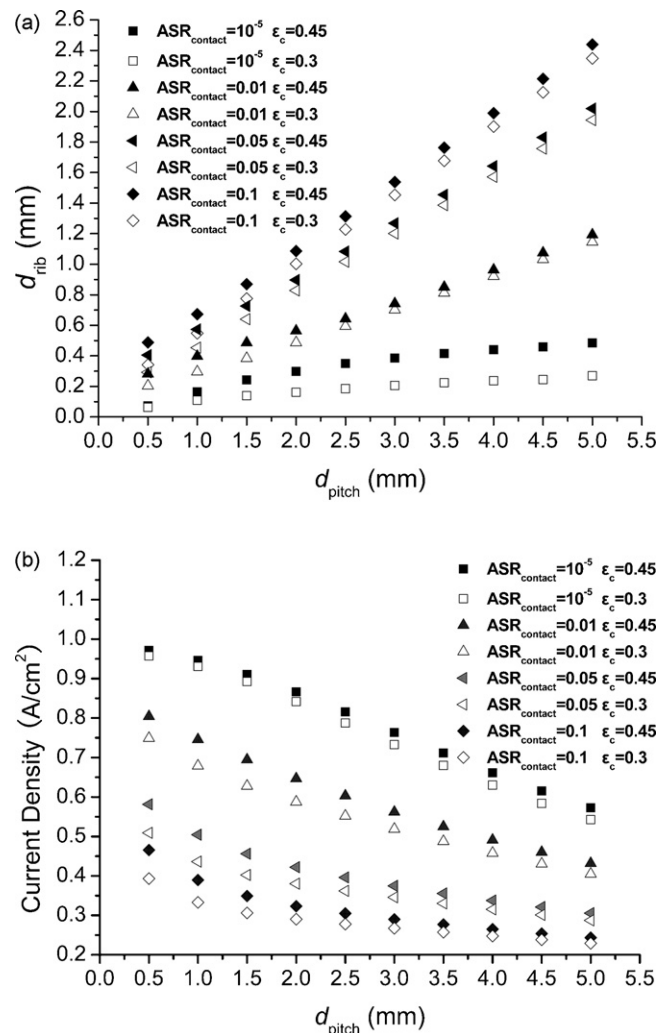 (a)
2.6
2.4
2.2
2.0
1.8
1.6
1.4
1.2
1.0
0.8
0.6
0.4
0.2
0.0
d_rib (mm)
ASR_contact=10^-5 ε_c=0.45
ASR_contact=10^-5 ε_c=0.3
ASR_contact=0.01 ε_c=0.45
ASR_contact=0.01 ε_c=0.3
ASR_contact=0.05 ε_c=0.45
ASR_contact=0.05 ε_c=0.3
ASR_contact=0.1 ε_c=0.45
ASR_contact=0.1 ε_c=0.3
0.0 0.5 1.0 1.5 2.0 2.5 3.0 3.5 4.0 4.5 5.0 5.5
d_pitch (mm)
(b)
1.2
1.1
1.0
0.9
0.8
0.7
0.6
0.5
0.4
0.3
0.2
Current Density (A/cm²)
ASR_contact=10^-5 ε_c=0.45
ASR_contact=10^-5 ε_c=0.3
ASR_contact=0.01 ε_c=0.45
ASR_contact=0.01 ε_c=0.3
ASR_contact=0.05 ε_c=0.45
ASR_contact=0.05 ε_c=0.3
ASR_contact=0.1 ε_c=0.45
ASR_contact=0.1 ε_c=0.3
0.0 0.5 1.0 1.5 2.0 2.5 3.0 3.5 4.0 4.5 5.0 5.5
d_pitch (mm)